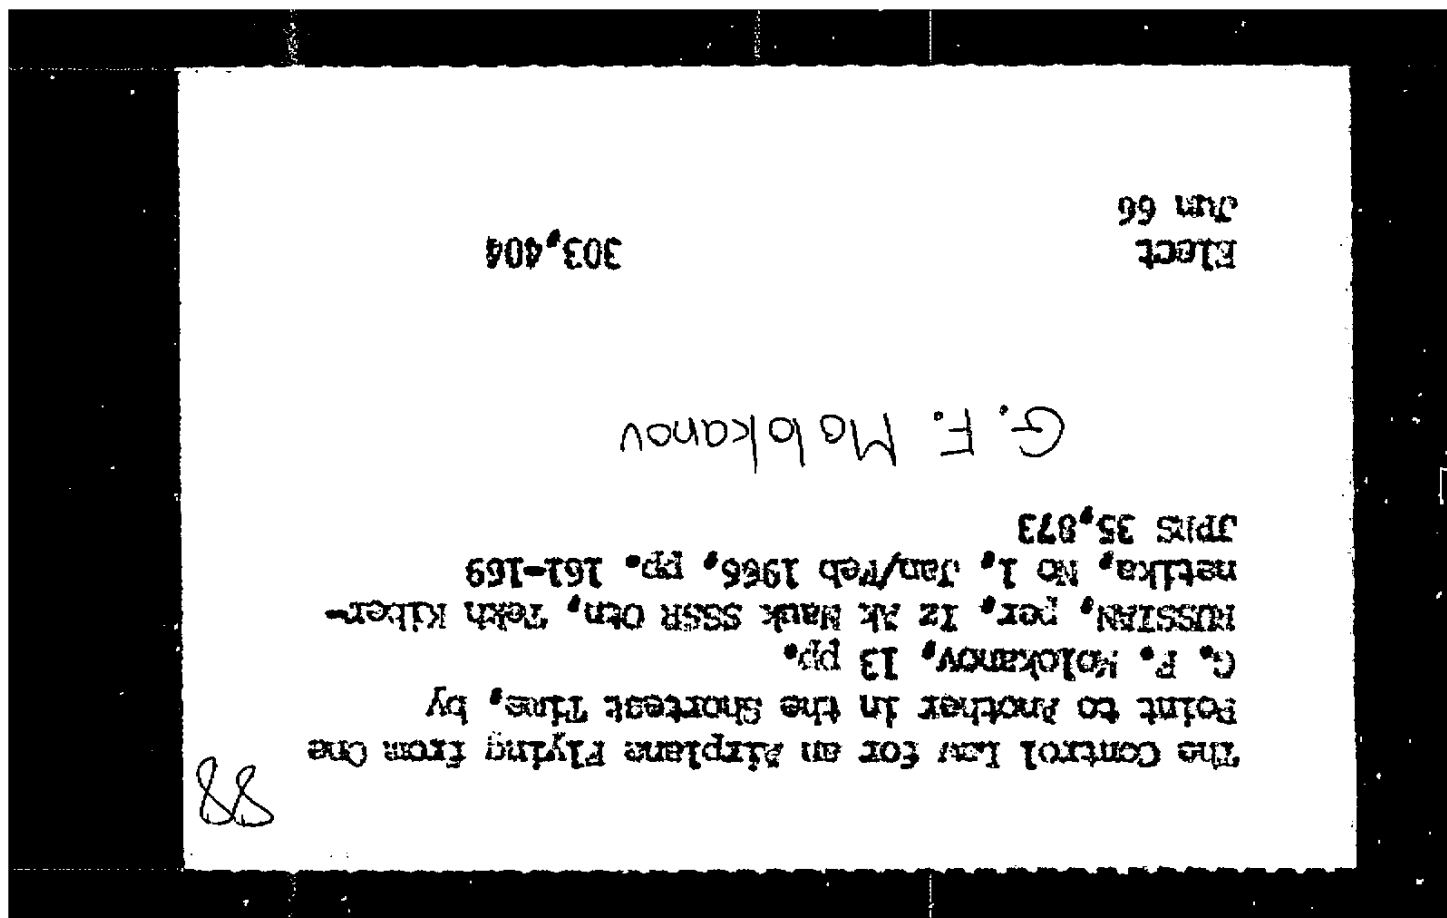 88
The Control Law for an Airplane Flying from One
Point to Another in the Shortest Time, by
G. F. Molokanov, 13 pp.
RUSSIAN, per, Iz Ak Nauk SSSR Otn, Tekh Kiber-
netika, No 1, Jan/Feb 1966, pp. 161-169
JPRS 35,873
G. F. Molokanov
Elect 303,404
Jun 66